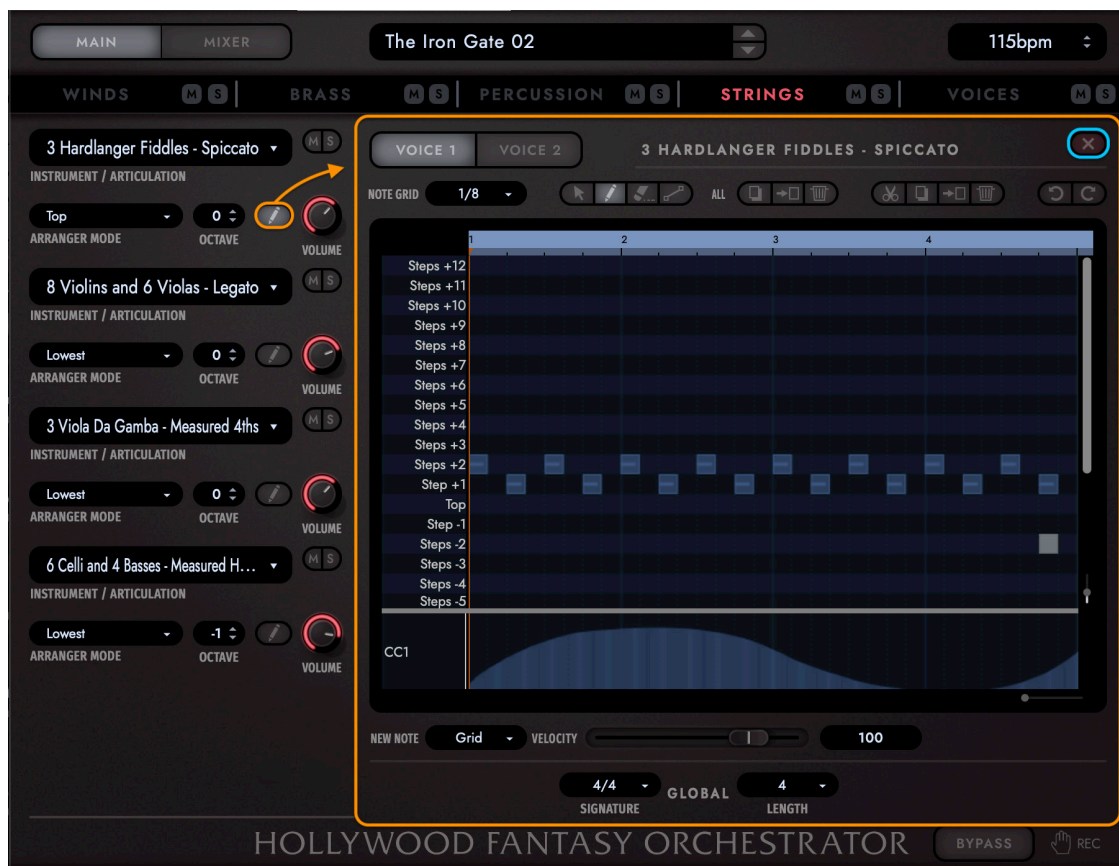 MAIN MIXER The Iron Gate 02 115bpm
WINDS M S BRASS M S PERCUSSION M S STRINGS M S VOICES M S
3 Hardlanger Fiddles - Spiccato M S
INSTRUMENT / ARTICULATION
Top 0
ARRANGER MODE OCTAVE VOLUME
8 Violins and 6 Violas - Legato M S
INSTRUMENT / ARTICULATION
Lowest 0
ARRANGER MODE OCTAVE VOLUME
3 Viola Da Gamba - Measured 4ths M S
INSTRUMENT / ARTICULATION
Lowest 0
ARRANGER MODE OCTAVE VOLUME
6 Celli and 4 Basses - Measured H... M S
INSTRUMENT / ARTICULATION
Lowest -1
ARRANGER MODE OCTAVE VOLUME
VOICE 1 VOICE 2 3 HARDLANGER FIDDLES - SPICCATO
NOTE GRID 1/8 ALL
1 2 3 4
Steps +12
Steps +11
Steps +10
Steps +9
Steps +8
Steps +7
Steps +6
Steps +5
Steps +4
Steps +3
Steps +2
Step +1
Top
Step -1
Steps -2
Steps -3
Steps -4
Steps -5
CC1
NEW NOTE Grid VELOCITY 100
4/4 GLOBAL 4
SIGNATURE LENGTH
HOLLYWOOD FANTASY ORCHESTRATOR BYPASS REC